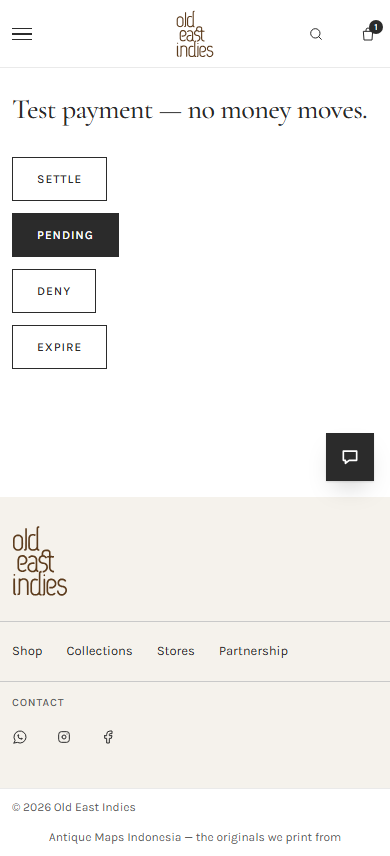 old
east
indies
1
Test payment — no money moves.
SETTLE
PENDING
DENY
EXPIRE
old
east
indies
Shop Collections Stores Partnership
CONTACT
© 2026 Old East Indies
Antique Maps Indonesia — the originals we print from